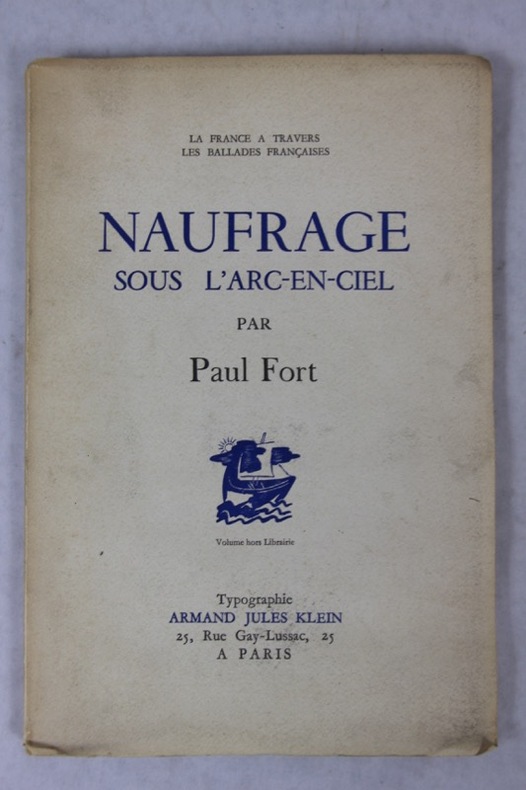 LA FRANCE A TRAVERS
LES BALLADES FRANÇAISES
NAUFRAGE
SOUS L'ARC-EN-CIEL
PAR
Paul Fort
Volume hors Librairie
Typographie
ARMAND JULES KLEIN
25, Rue Gay-Lussac, 25
A PARIS